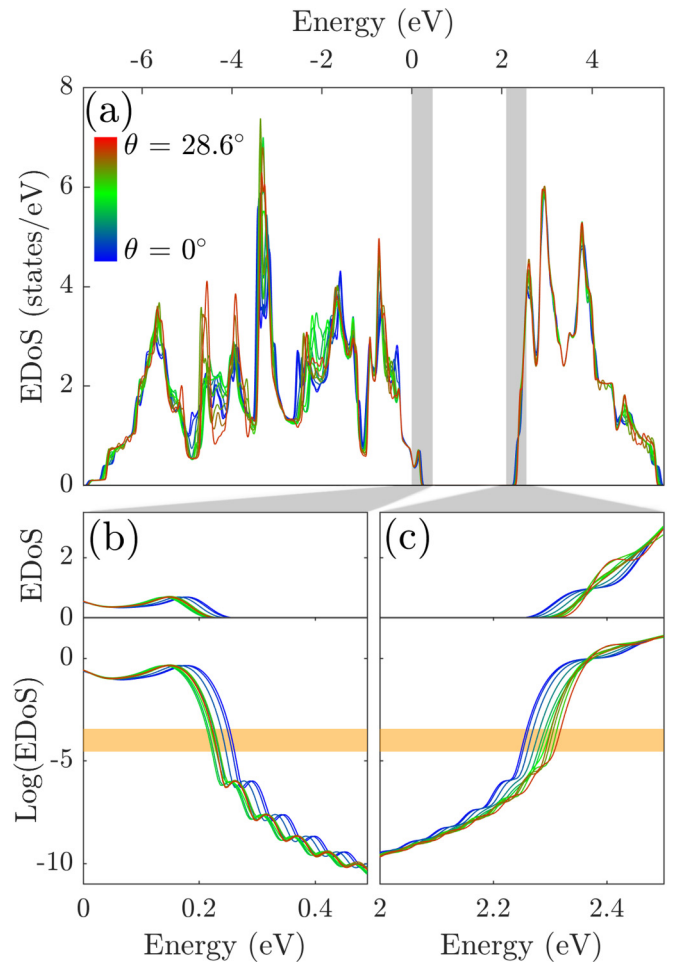 Energy (eV)
-6 -4 -2 0 2 4
8
6
4
2
0
EDoS (states/eV)
(a)
θ = 28.6°
θ = 0°
(b)
(c)
2
0
EDoS
0
-5
-10
Log(EDoS)
0 0.2 0.4
2 2.2 2.4
Energy (eV)
Energy (eV)